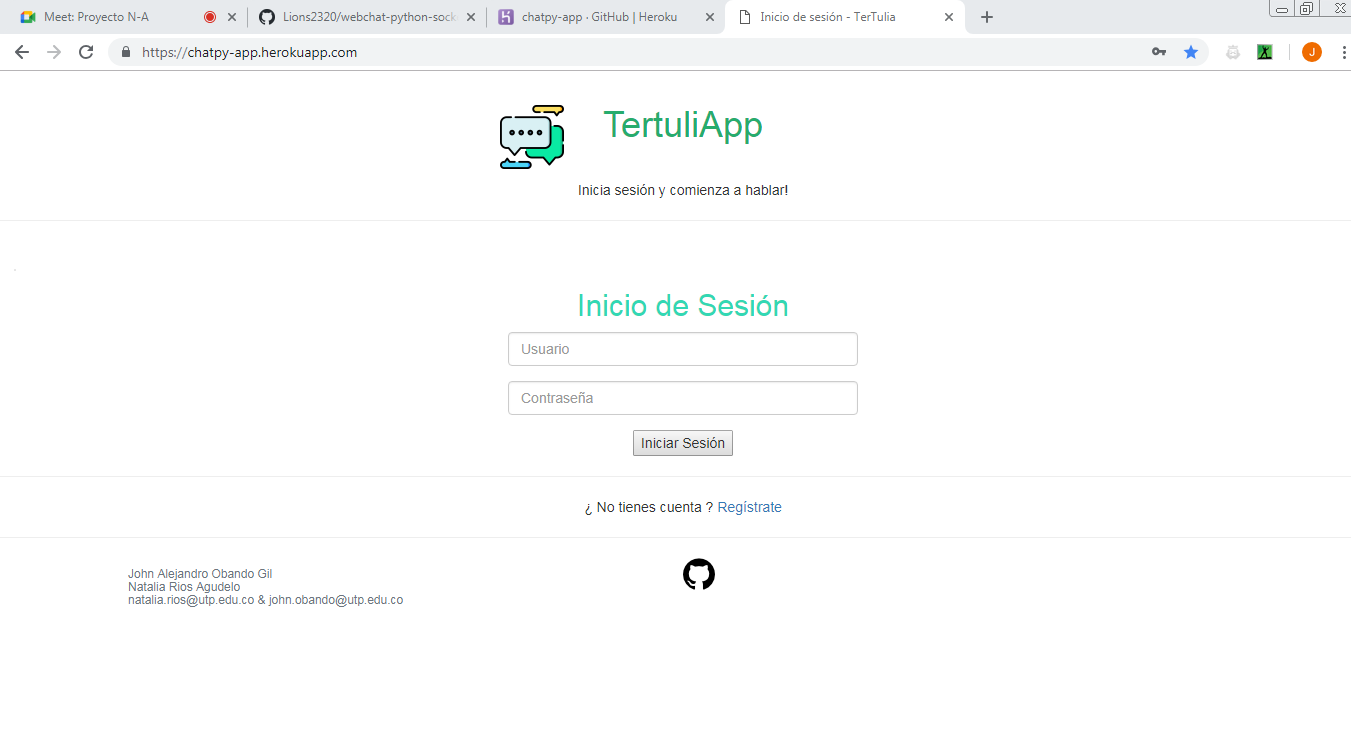 Meet: Proyecto N-A
Lions2320/webchat-python-sock
chatpy-app · GitHub | Heroku
Inicio de sesión - TerTulia
https://chatpy-app.herokuapp.com
J
TertuliApp
Inicia sesión y comienza a hablar!
Inicio de Sesión
Usuario
Contraseña
Iniciar Sesión
¿ No tienes cuenta ? Regístrate
John Alejandro Obando Gil
Natalia Rios Agudelo
natalia.rios@utp.edu.co & john.obando@utp.edu.co